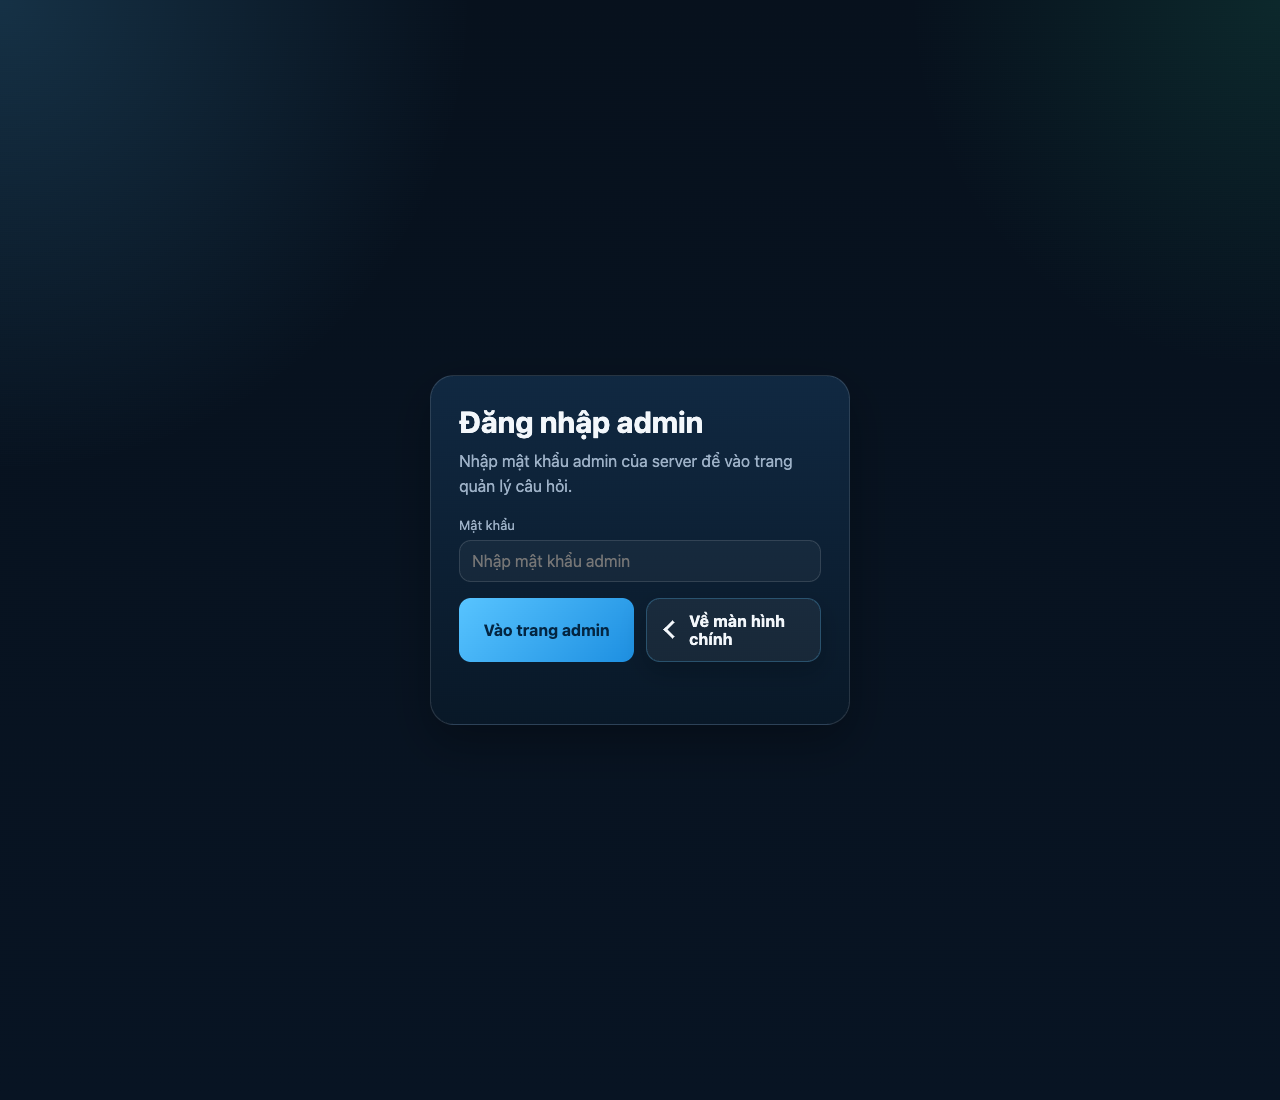 Đăng nhập admin
Nhập mật khẩu admin của server để vào trang
quản lý câu hỏi.
Mật khẩu
Nhập mật khẩu admin
Vào trang admin
Về màn hình
chính